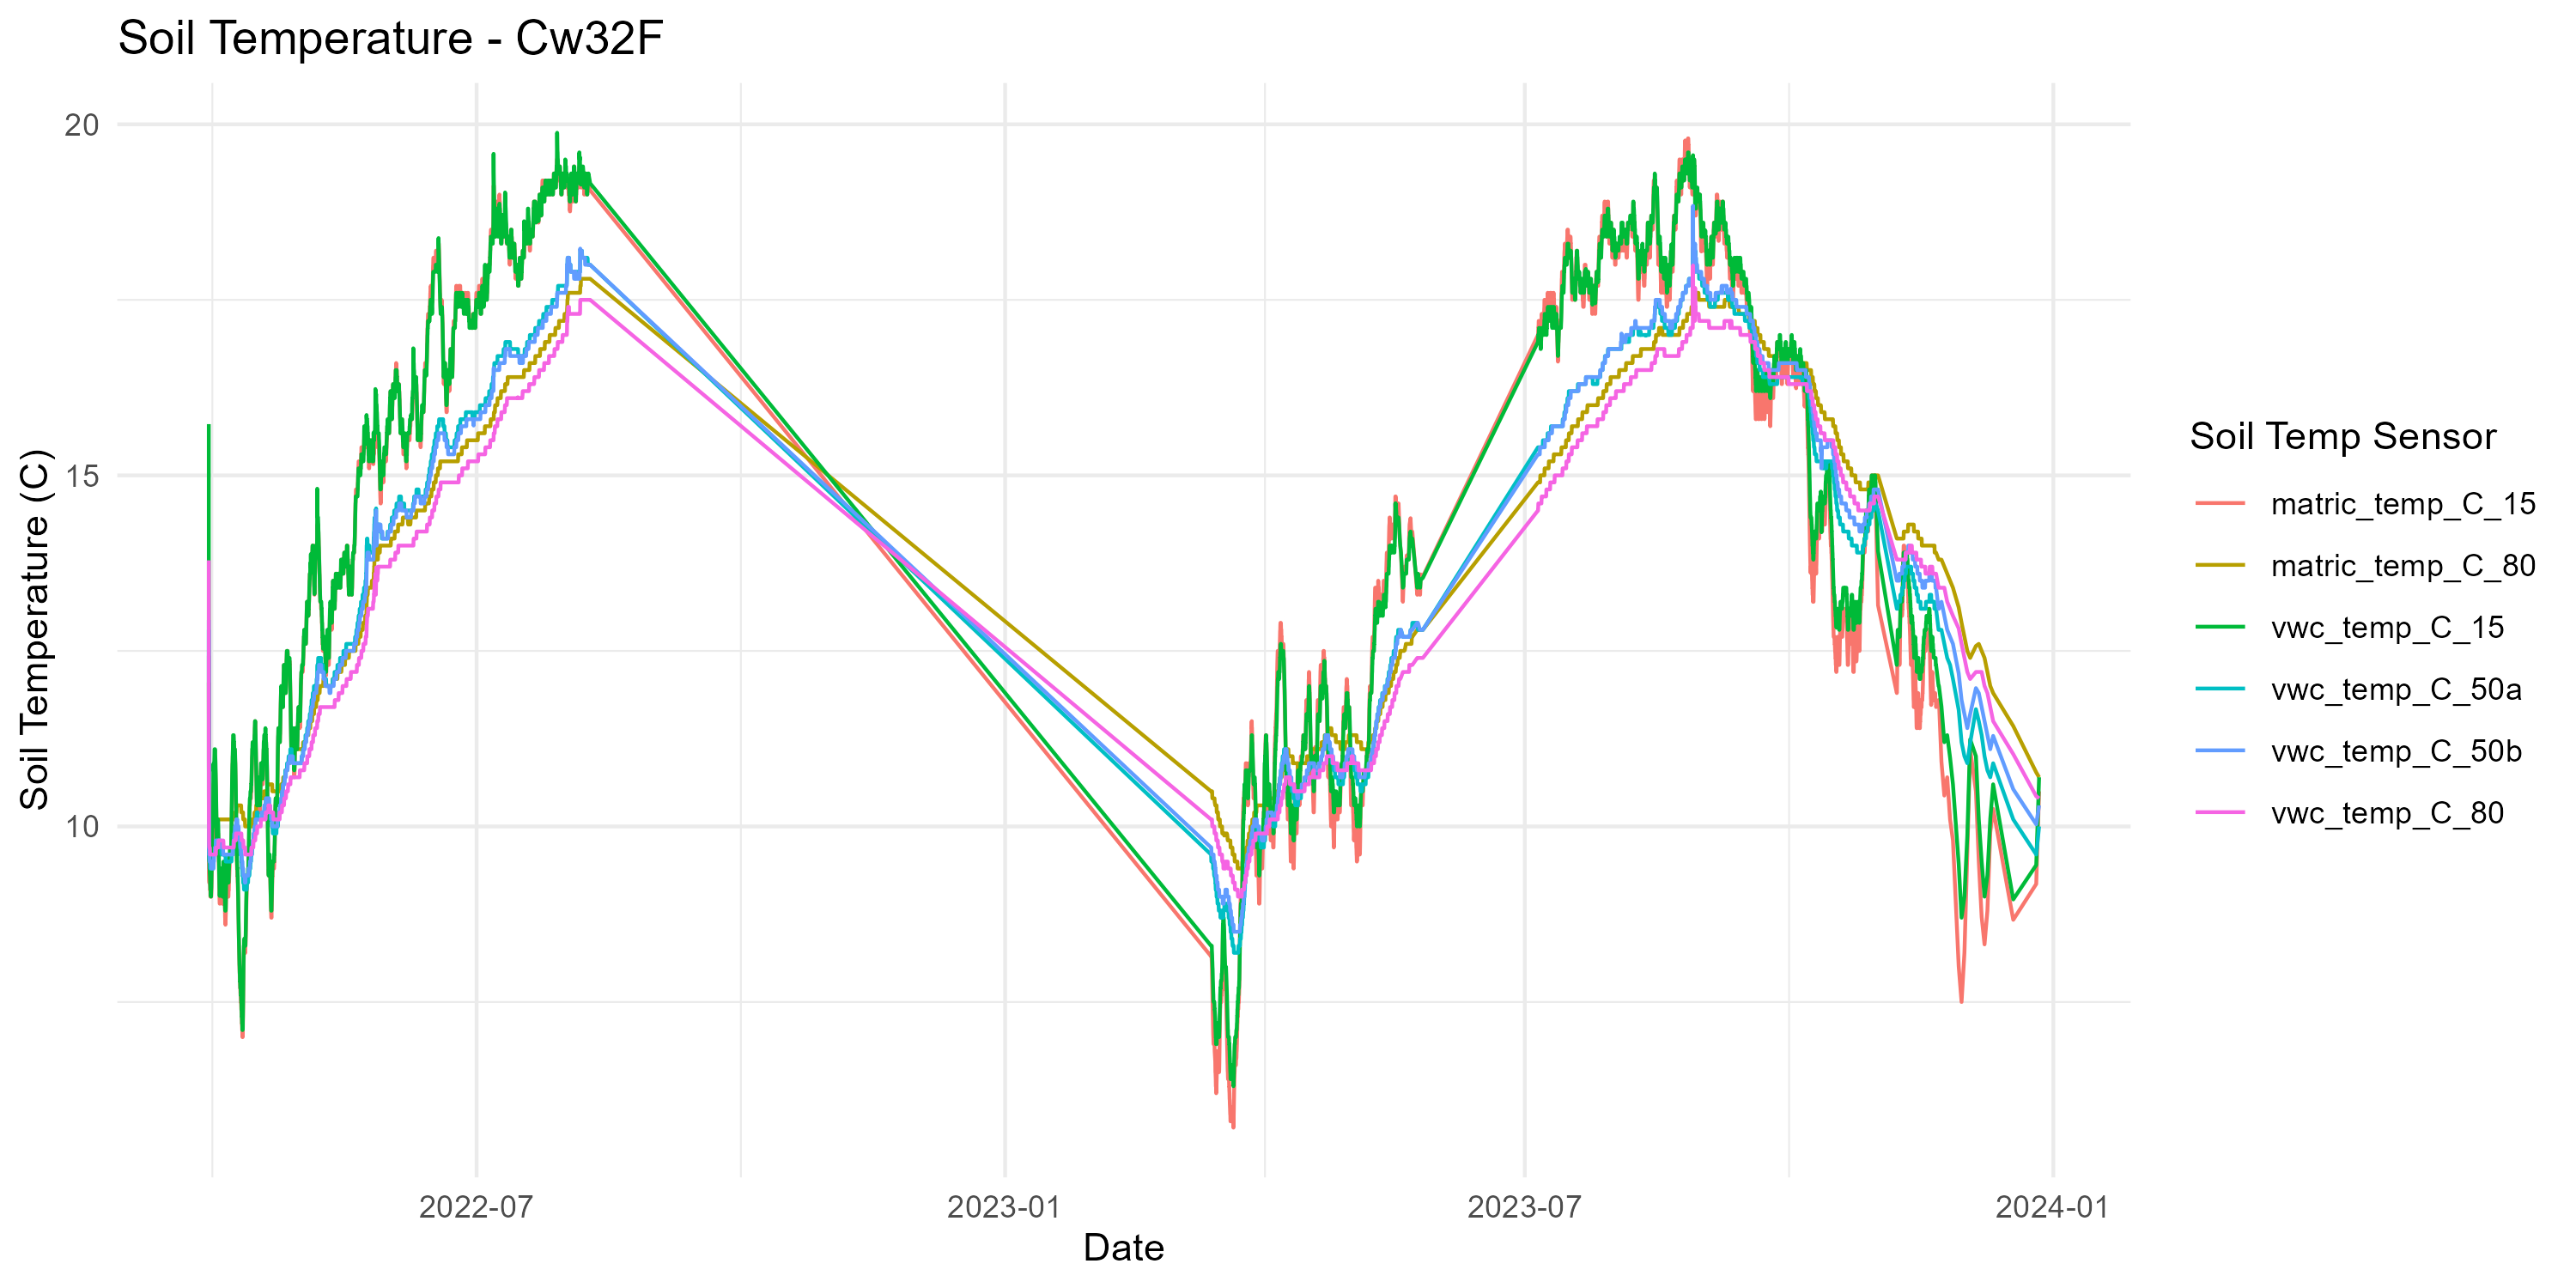 Soil Temperature - Cw32F
20
15
10
Soil Temperature (C)
2022-07
2023-01
2023-07
2024-01
Date
Soil Temp Sensor
matric_temp_C_15
matric_temp_C_80
vwc_temp_C_15
vwc_temp_C_50a
vwc_temp_C_50b
vwc_temp_C_80